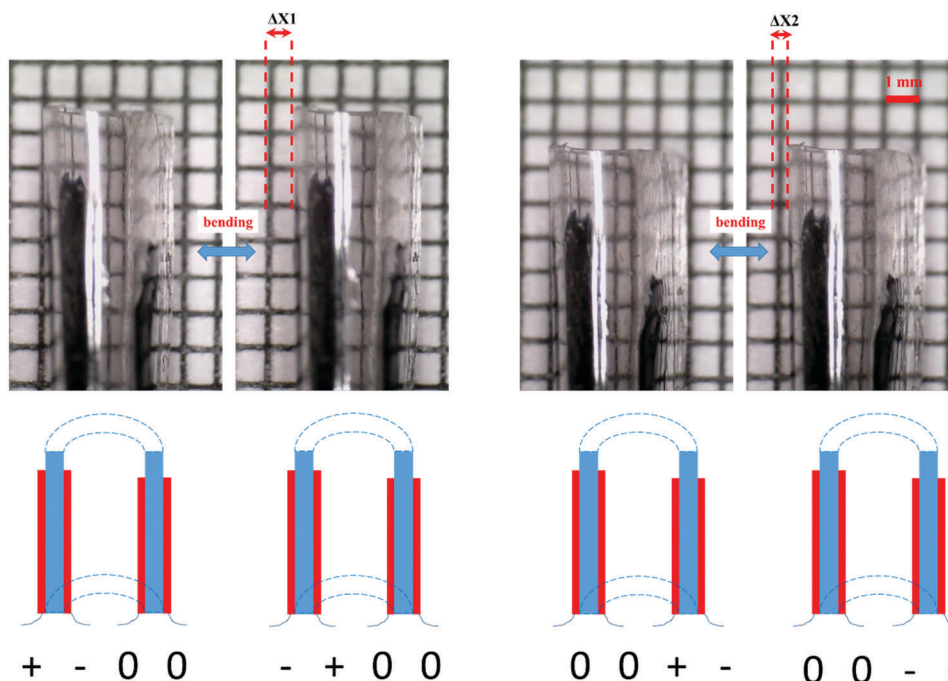 ΔX1
ΔX2
1 mm
bending
bending
+ - 0 0
- + 0 0
0 0 + -
0 0 -